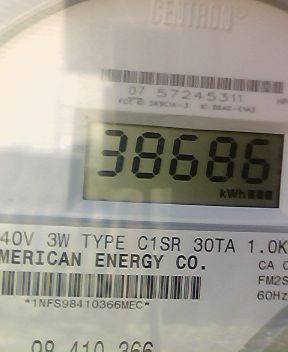 CENTRON
07 57245311
38686
kWh
40V 3W TYPE C1SR 30TA 1.0K
MERICAN ENERGY CO.
CA 0
FM2S
60Hz
*1NFS98410366MEC*
98 410 366